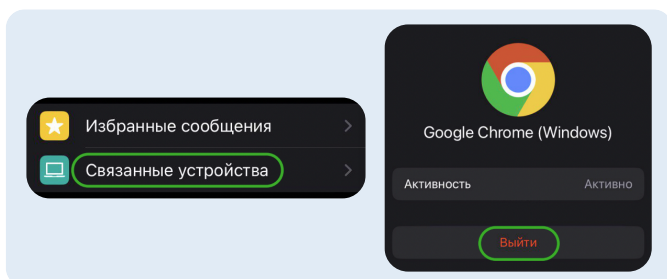 Избранные сообщения
Связанные устройства
Google Chrome (Windows)
Активность Активно
Выйти